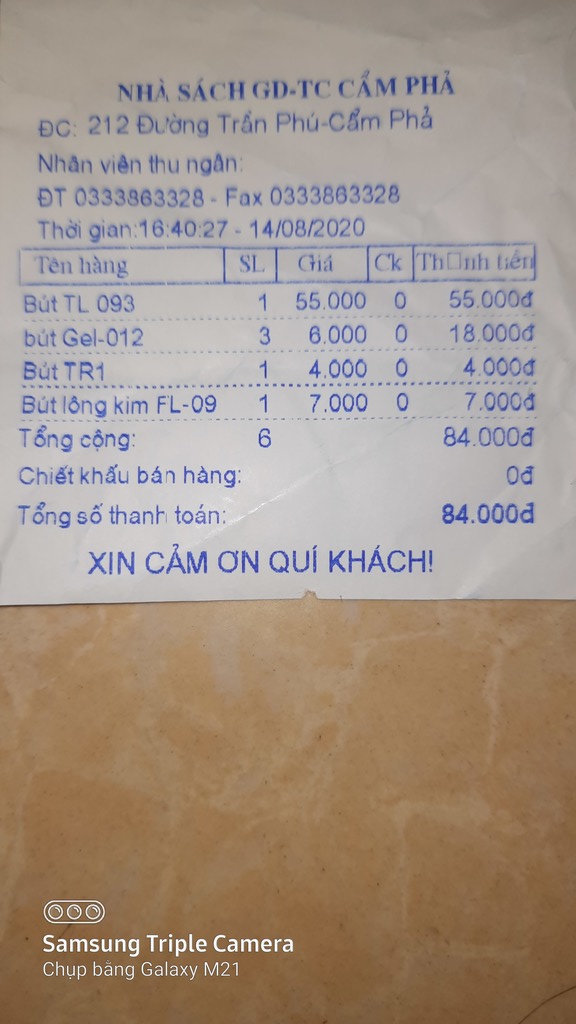 NHÀ SÁCH GD-TC CẨM PHẢ
ĐC: 212 Đường Trần Phú-Cẩm Phả
Nhân viên thu ngân:
ĐT 0333863328 - Fax 0333863328
Thời gian:16:40:27 - 14/08/2020
Tên hàng SL Giá Ck Th□nh tiền
Bút TL 093 1 55.000 0 55.000đ
bút Gel-012 3 6.000 0 18.000đ
Bút TR1 1 4.000 0 4.000đ
Bút lông kim FL-09 1 7.000 0 7.000đ
Tổng cộng: 6 84.000đ
Chiết khấu bán hàng: 0đ
Tổng số thanh toán: 84.000đ
XIN CẢM ƠN QUÍ KHÁCH!
Samsung Triple Camera
Chụp bằng Galaxy M21